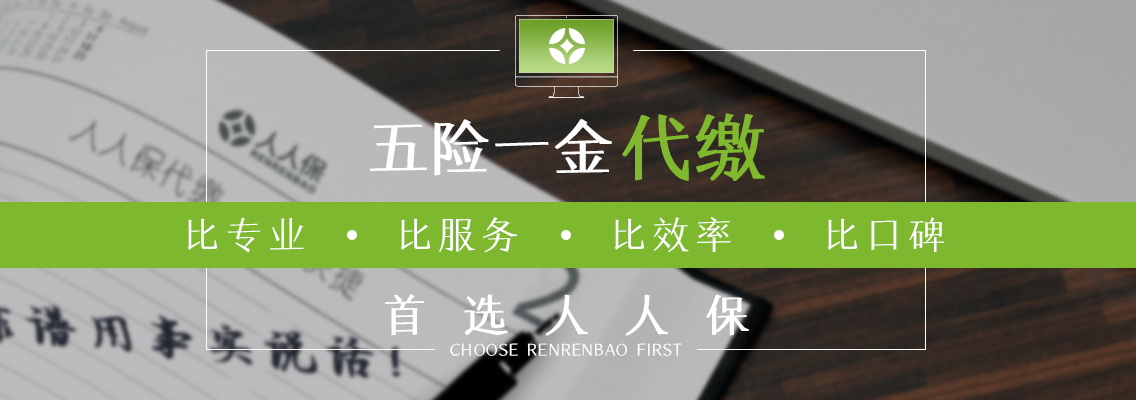 五险一金代缴
人人保
RENRENBAO
人人保代缴
比专业 • 比服务 • 比效率 • 比口碑
捷
首选人人保
谱用事实说话!
CHOOSE RENRENBAO FIRST